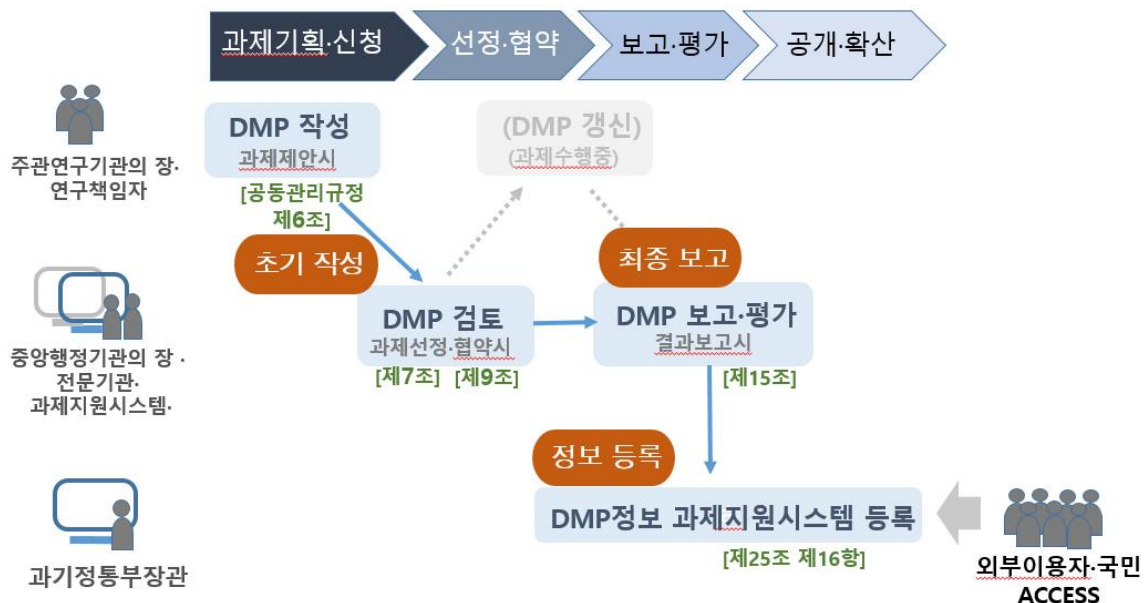 과제기획·신청
선정·협약
보고·평가
공개·확산
주관연구기관의 장·
연구책임자
DMP 작성
과제제안시
[공동관리규정
제6조]
(DMP 갱신)
(과제수행중)
초기 작성
최종 보고
중앙행정기관의 장 ·
전문기관·
과제지원시스템·
DMP 검토
과제선정·협약시
[제7조] [제9조]
DMP 보고·평가
결과보고시
[제15조]
정보 등록
DMP정보 과제지원시스템 등록
[제25조 제16항]
과기정통부장관
외부이용자·국민
ACCESS